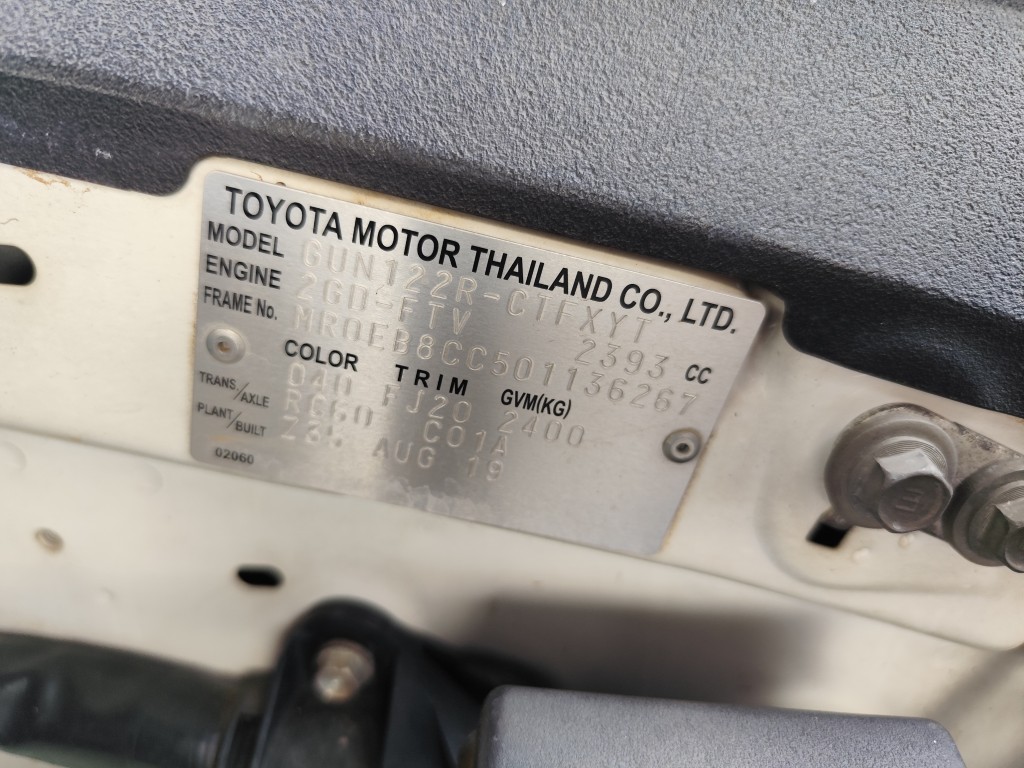 TOYOTA MOTOR THAILAND CO., LTD.
MODEL GUN122R-CTFXYT
ENGINE 2GD-FTV 2393 CC
FRAME No. MR0EB8CC501136267
COLOR TRIM GVM(KG)
040 FJ20 2400
TRANS/AXLE RC60 C01A
PLANT/BUILT AUG 19
02060